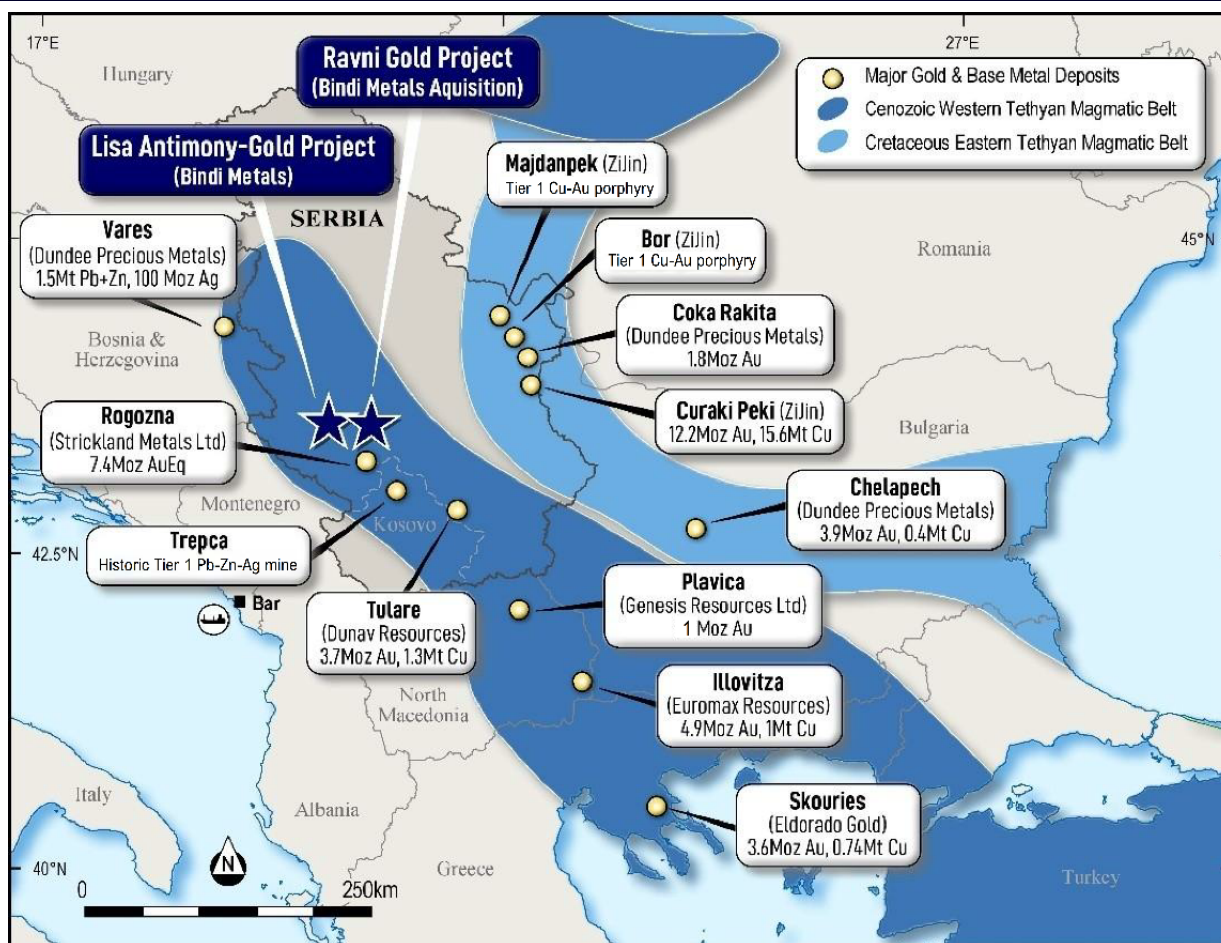 17°E
27°E
Hungary
Ravni Gold Project
(Bindi Metals Aquisition)
Major Gold & Base Metal Deposits
Cenozoic Western Tethyan Magmatic Belt
Cretaceous Eastern Tethyan Magmatic Belt
Lisa Antimony-Gold Project
(Bindi Metals)
Majdanpek (ZiJin)
Tier 1 Cu-Au porphyry
SERBIA
Vares
(Dundee Precious Metals)
1.5Mt Pb+Zn, 100 Moz Ag
Bor (ZiJin)
Tier 1 Cu-Au porphyry
Romania
45°N
Coka Rakita
(Dundee Precious Metals)
1.8Moz Au
Bosnia &
Herzegovina
Rogozna
(Strickland Metals Ltd)
7.4Moz AuEq
Curaki Peki (ZiJin)
12.2Moz Au, 15.6Mt Cu
Bulgaria
Montenegro
Kosovo
Chelapech
(Dundee Precious Metals)
3.9Moz Au, 0.4Mt Cu
42.5°N
Trepca
Historic Tier 1 Pb-Zn-Ag mine
Bar
Tulare
(Dunav Resources)
3.7Moz Au, 1.3Mt Cu
Plavica
(Genesis Resources Ltd)
1 Moz Au
North
Macedonia
Illovitza
(Euromax Resources)
4.9Moz Au, 1Mt Cu
Italy
Albania
Skouries
(Eldorado Gold)
3.6Moz Au, 0.74Mt Cu
N
40°N
Greece
Turkey
0
250km